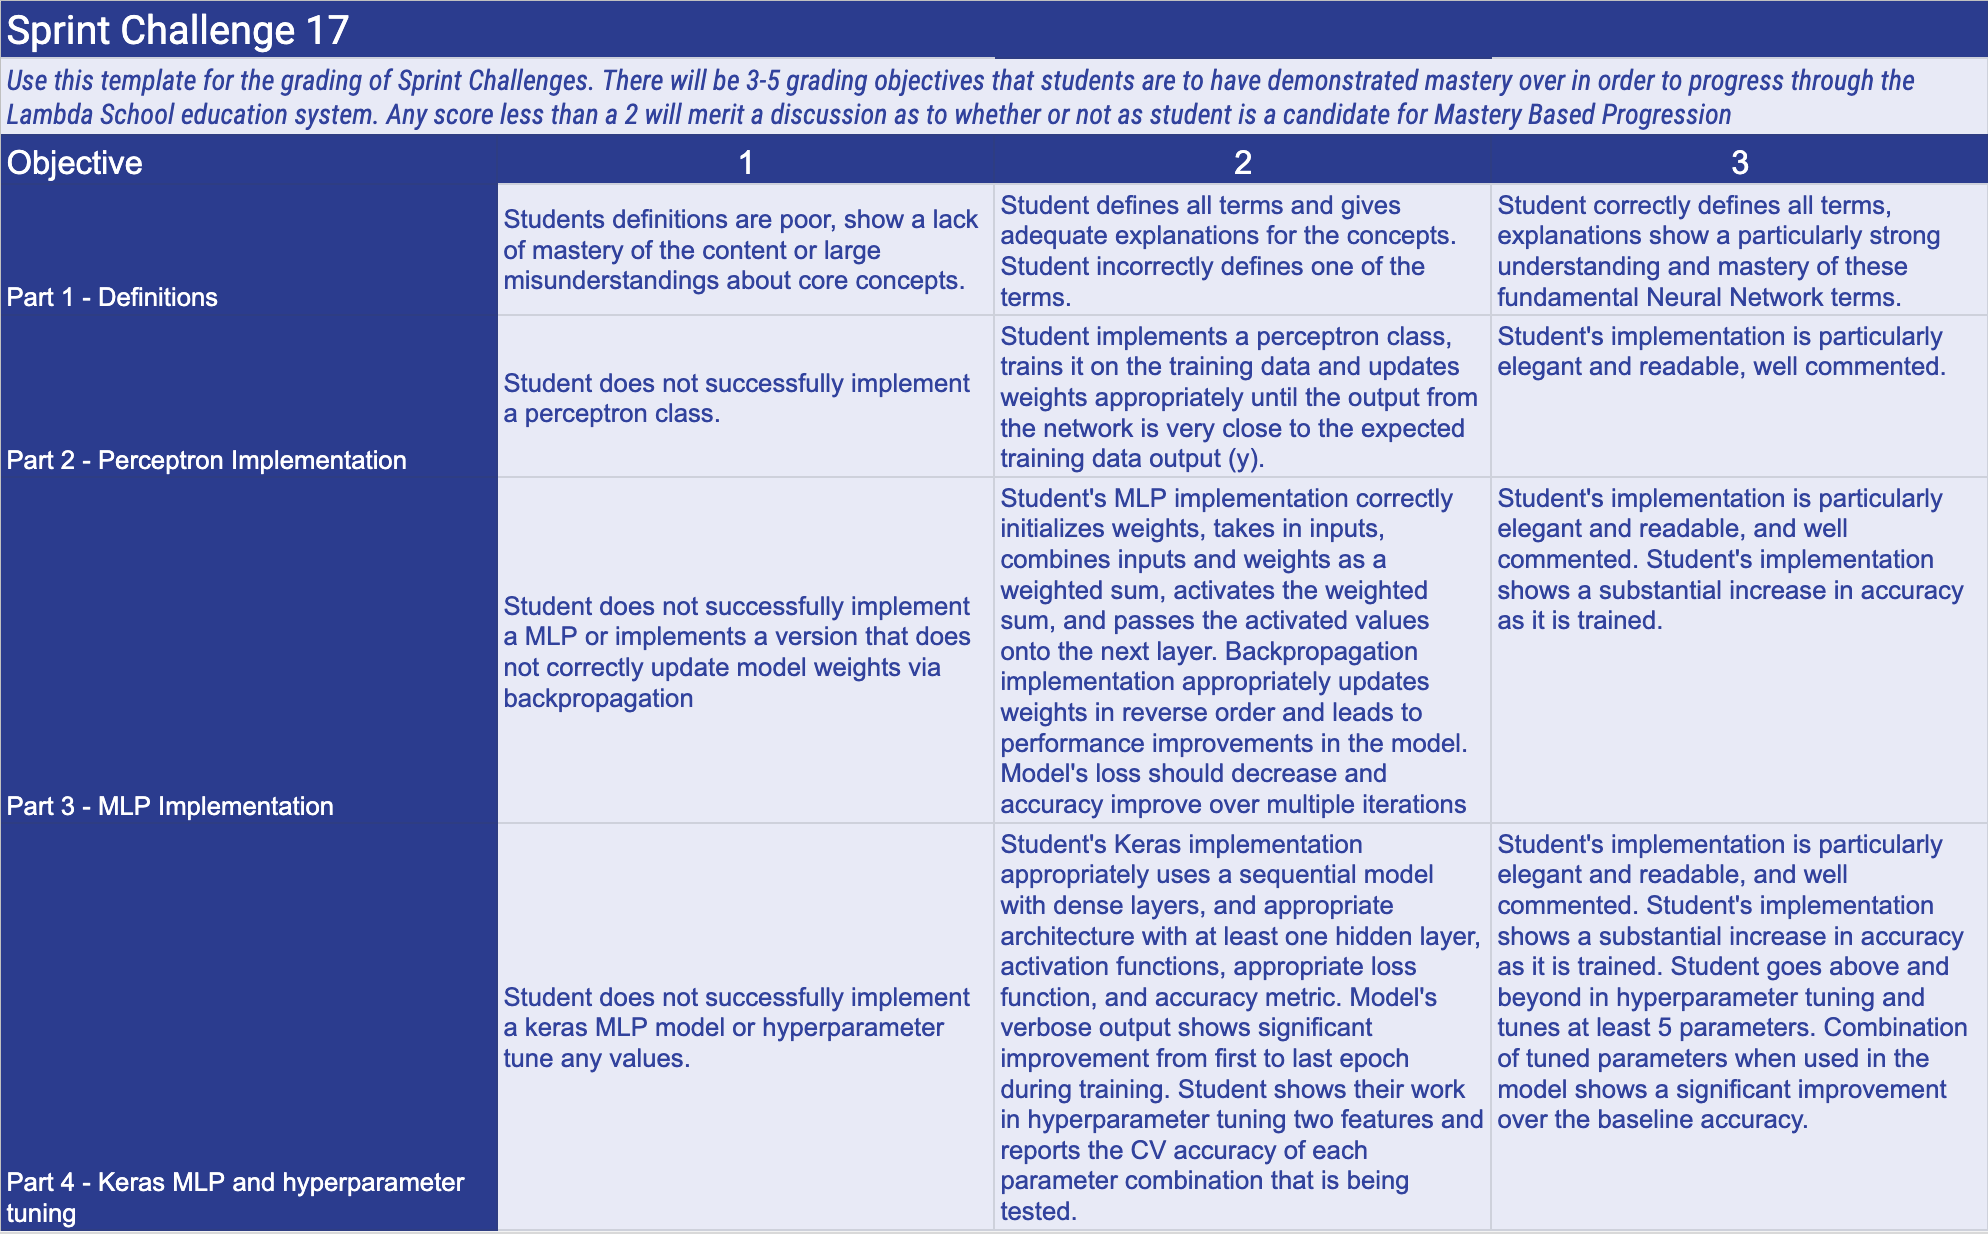 Sprint Challenge 17
Use this template for the grading of Sprint Challenges. There will be 3-5 grading objectives that students are to have demonstrated mastery over in order to progress through the
Lambda School education system. Any score less than a 2 will merit a discussion as to whether or not as student is a candidate for Mastery Based Progression
Objective
1
2
3
Part 1 - Definitions
Students definitions are poor, show a lack
of mastery of the content or large
misunderstandings about core concepts.
Student defines all terms and gives
adequate explanations for the concepts.
Student incorrectly defines one of the
terms.
Student correctly defines all terms,
explanations show a particularly strong
understanding and mastery of these
fundamental Neural Network terms.
Part 2 - Perceptron Implementation
Student does not successfully implement
a perceptron class.
Student implements a perceptron class,
trains it on the training data and updates
weights appropriately until the output from
the network is very close to the expected
training data output (y).
Student's implementation is particularly
elegant and readable, well commented.
Part 3 - MLP Implementation
Student does not successfully implement
a MLP or implements a version that does
not correctly update model weights via
backpropagation
Student's MLP implementation correctly
initializes weights, takes in inputs,
combines inputs and weights as a
weighted sum, activates the weighted
sum, and passes the activated values
onto the next layer. Backpropagation
implementation appropriately updates
weights in reverse order and leads to
performance improvements in the model.
Model's loss should decrease and
accuracy improve over multiple iterations
Student's implementation is particularly
elegant and readable, and well
commented. Student's implementation
shows a substantial increase in accuracy
as it is trained.
Part 4 - Keras MLP and hyperparameter
tuning
Student does not successfully implement
a keras MLP model or hyperparameter
tune any values.
Student's Keras implementation
appropriately uses a sequential model
with dense layers, and appropriate
architecture with at least one hidden layer,
activation functions, appropriate loss
function, and accuracy metric. Model's
verbose output shows significant
improvement from first to last epoch
during training. Student shows their work
in hyperparameter tuning two features and
reports the CV accuracy of each
parameter combination that is being
tested.
Student's implementation is particularly
elegant and readable, and well
commented. Student's implementation
shows a substantial increase in accuracy
as it is trained. Student goes above and
beyond in hyperparameter tuning and
tunes at least 5 parameters. Combination
of tuned parameters when used in the
model shows a significant improvement
over the baseline accuracy.